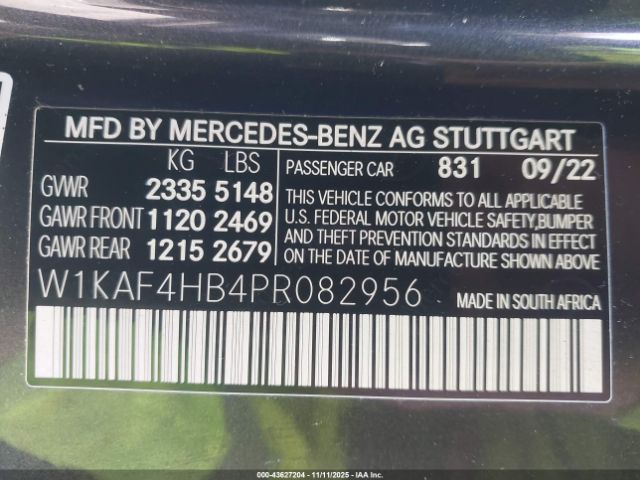 MFD BY MERCEDES-BENZ AG STUTTGART
KG LBS
GVWR 2335 5148
GAWR FRONT 1120 2469
GAWR REAR 1215 2679
PASSENGER CAR 831 09/22
THIS VEHICLE CONFORMS TO ALL APPLICABLE
U.S. FEDERAL MOTOR VEHICLE SAFETY,BUMPER
AND THEFT PREVENTION STANDARDS IN EFFECT
ON THE DATE OF MANUFACTURE SHOWN ABOVE
W1KAF4HB4PR082956 MADE IN SOUTH AFRICA
000-43627204 - 11/11/2025 - IAA Inc.